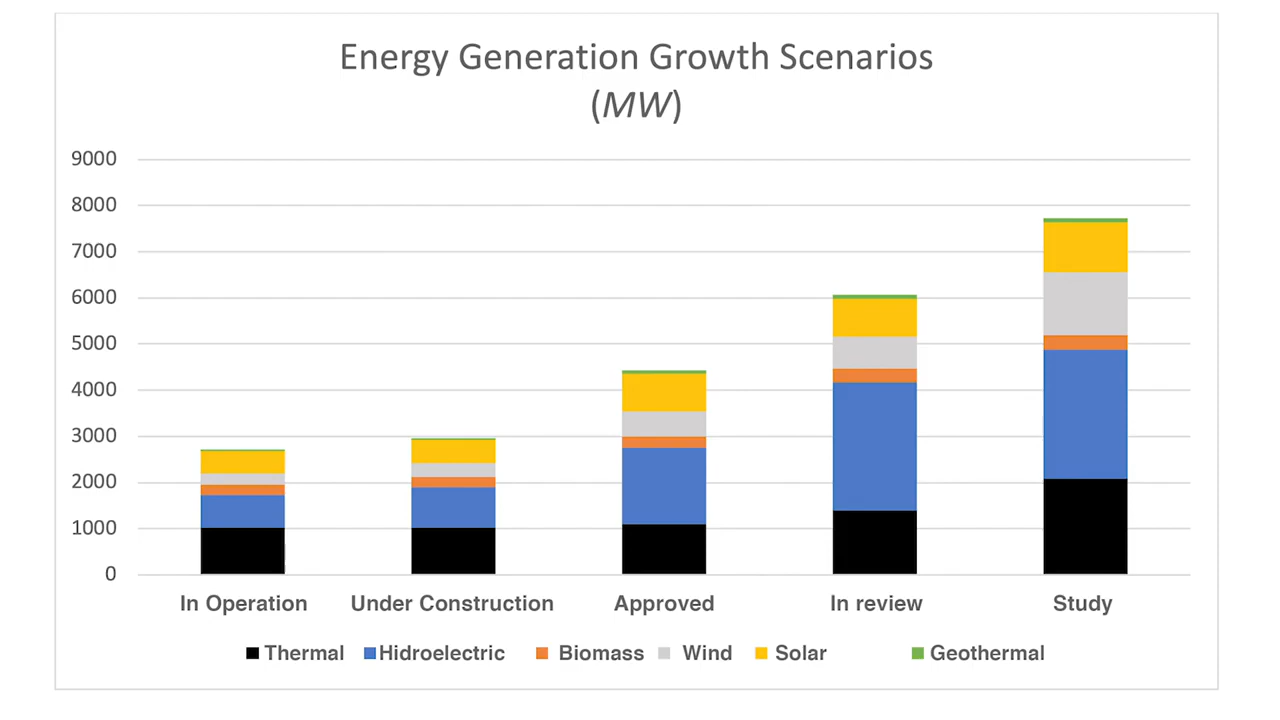 Energy Generation Growth Scenarios
(MW)
9000
8000
7000
6000
5000
4000
3000
2000
1000
0
In Operation Under Construction Approved In review Study
Thermal Hidroelectric Biomass Wind Solar Geothermal